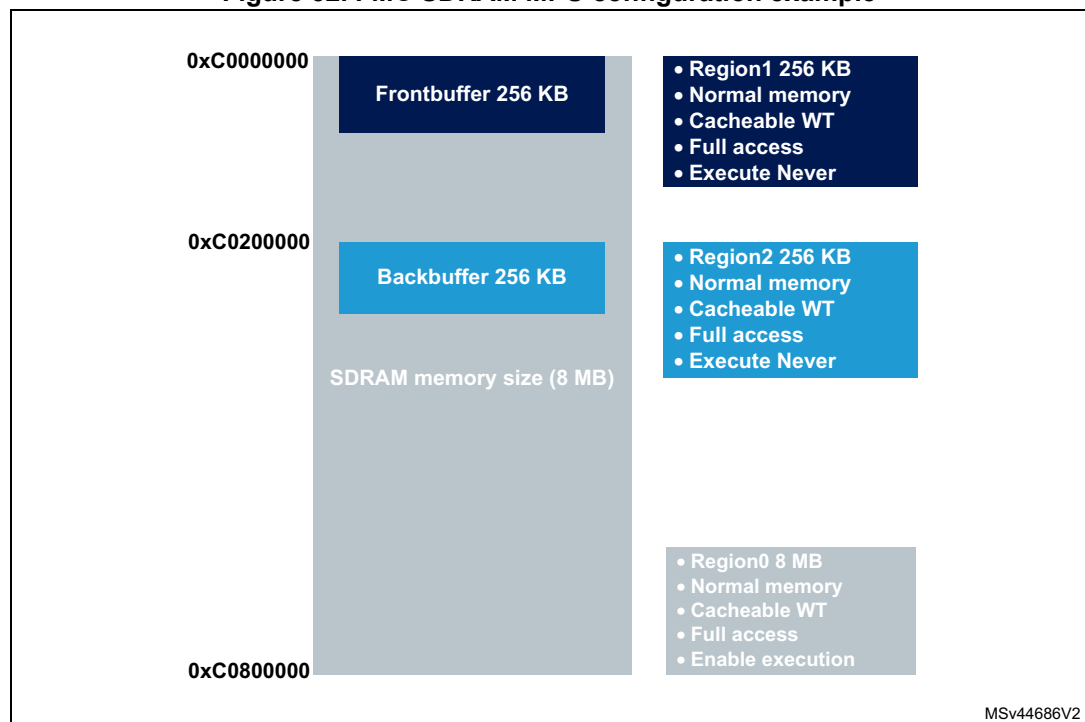 0xC0000000
Frontbuffer 256 KB
• Region1 256 KB
• Normal memory
• Cacheable WT
• Full access
• Execute Never
0xC0200000
Backbuffer 256 KB
• Region2 256 KB
• Normal memory
• Cacheable WT
• Full access
• Execute Never
SDRAM memory size (8 MB)
• Region0 8 MB
• Normal memory
• Cacheable WT
• Full access
• Enable execution
0xC0800000
MSv44686V2